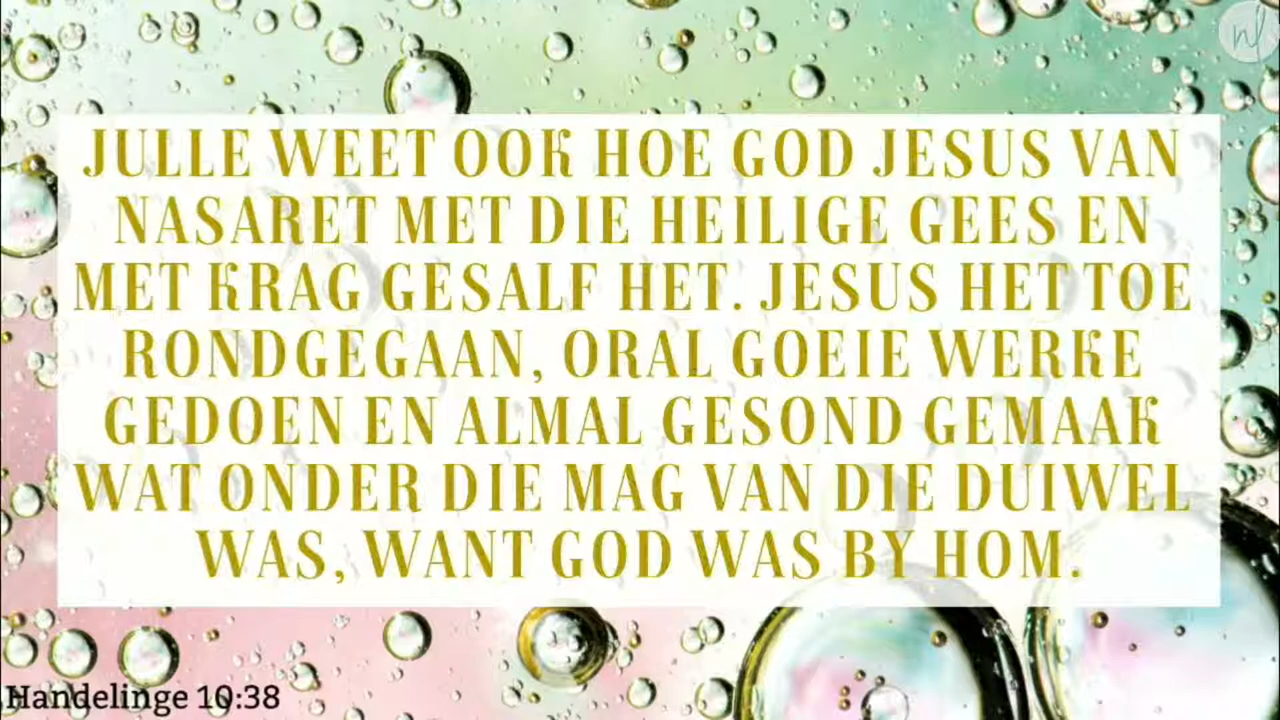 JULLE WEET OOK HOE GOD JESUS VAN
NASARET MET DIE HEILIGE GEES EN
MET KRAG GESALF HET. JESUS HET TOE
RONDGEGAAN, ORAL GOEIE WERKE
GEDOEN EN ALMAL GESOND GEMAAK
WAT ONDER DIE MAG VAN DIE DUIWEL
WAS, WANT GOD WAS BY HOM.
Handelinge 10:38